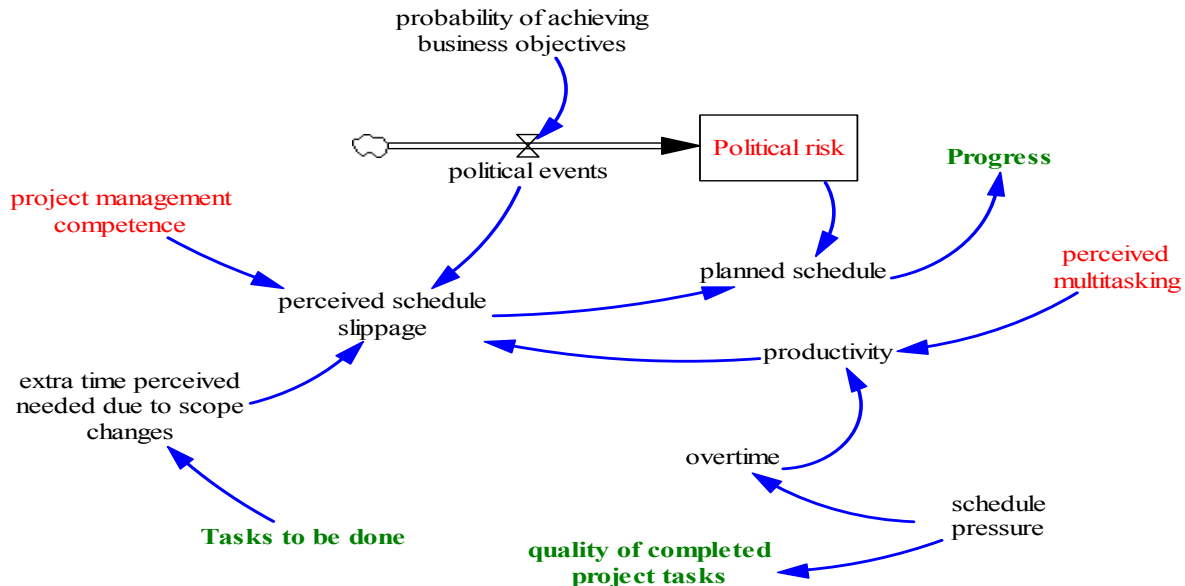 probability of achieving
business objectives
political events
Political risk
Progress
project management
competence
planned schedule
perceived
multitasking
perceived schedule
slippage
productivity
extra time perceived
needed due to scope
changes
overtime
schedule
pressure
Tasks to be done
quality of completed
project tasks